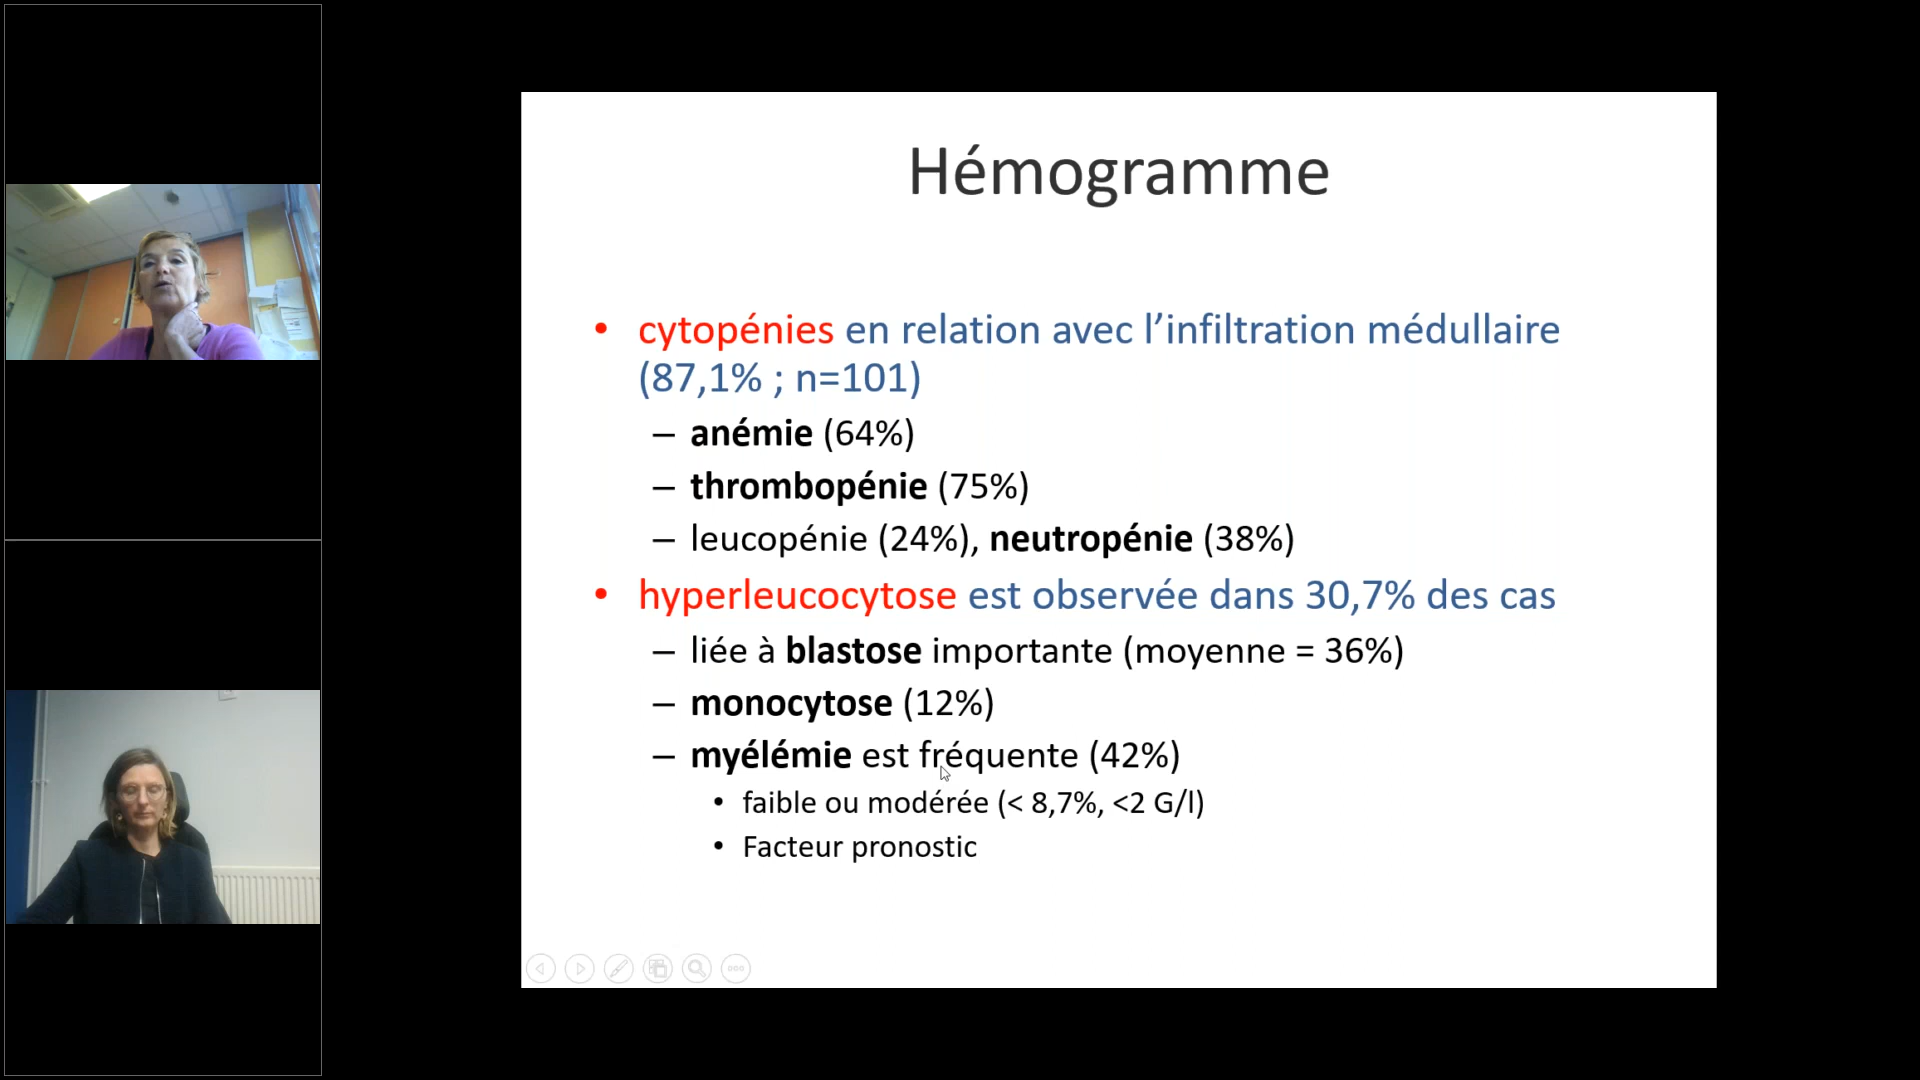 Hémogramme
• cytopénies en relation avec l’infiltration médullaire
(87,1% ; n=101)
– anémie (64%)
– thrombopénie (75%)
– leucopénie (24%), neutropénie (38%)
• hyperleucocytose est observée dans 30,7% des cas
– liée à blastose importante (moyenne = 36%)
– monocytose (12%)
– myélémie est fréquente (42%)
• faible ou modérée (< 8,7%, <2 G/l)
• Facteur pronostic